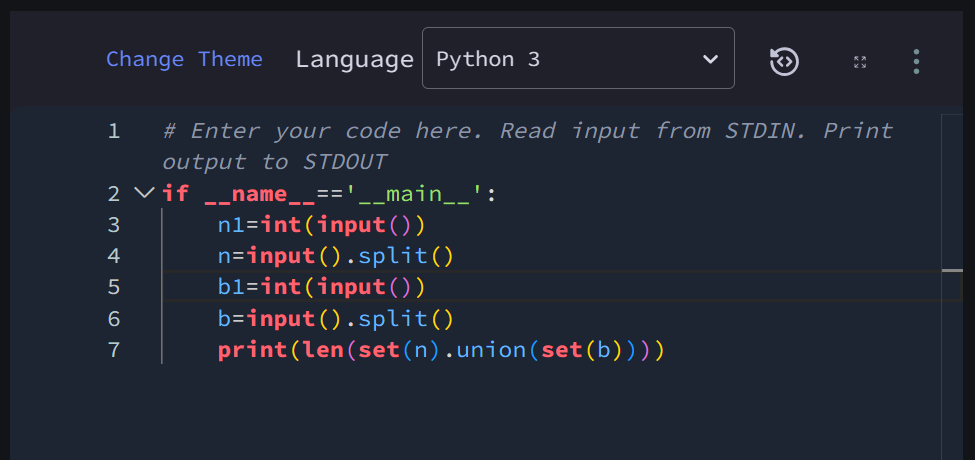 Change Theme Language Python 3
1 # Enter your code here. Read input from STDIN. Print
output to STDOUT
2 if __name__=='__main__':
3 n1=int(input())
4 n=input().split()
5 b1=int(input())
6 b=input().split()
7 print(len(set(n).union(set(b))))